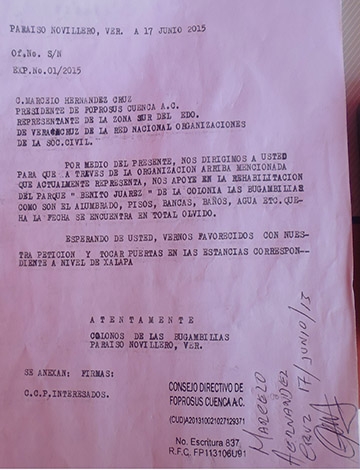 PARAISO NOVILLERO, VER. A 17 JUNIO 2015
Of.No. S/N
EXP.No.01/2015
C.MARCELO HERNANDEZ CRUZ
PRESIDENTE DE FOPROSUS CUENCA A.C.
REPRESENTANTE DE LA ZONA SUR DEL EDO.
DE VERACRUZ DE LA RED NACIONAL ORGANIZACIONES
DE LA SOC.CIVIL.
POR MEDIO DEL PRESENTE, NOS DIRIGIMOS A USTED
PARA QUE A TREVES DE LA ORGANIZACION ARRIBA MENCIONADA
QUE ACTUALMENTE REPRESENTA, NOS APOYE EN LA REHABILITACION
DEL PARQUE " BENITO JUAREZ " DE LA COLONIA LAS BUGAMBILIAS
COMO SON EL ALUMBRADO, PISOS, BANCAS, BAÑOS, AGUA ETC.QUE-
HA LA FECHA SE ENCUENTRA EN TOTAL OLVIDO.
ESPERANDO DE USTED, VERNOS FAVORECIDOS CON NUES-
TRA PETICION Y TOCAR PUERTAS EN LAS ESTANCIAS CORRESPON-
DIENTE A NIVEL DE XALAPA
A T E N T A M E N T E
COLONOS DE LAS BUGAMBILIAS
PARAISO NOVILLERO, VER.
SE ANEXAN: FIRMAS:
C.C.P.INTERESADOS.
CONSEJO DIRECTIVO DE
FOPROSUS CUENCA A.C.
(CUD)A201310021027129371
No. Escritura 837
R.F.C. FP113106U91
MARCELO
HERNANDEZ
CRUZ 17/JUNIO/15